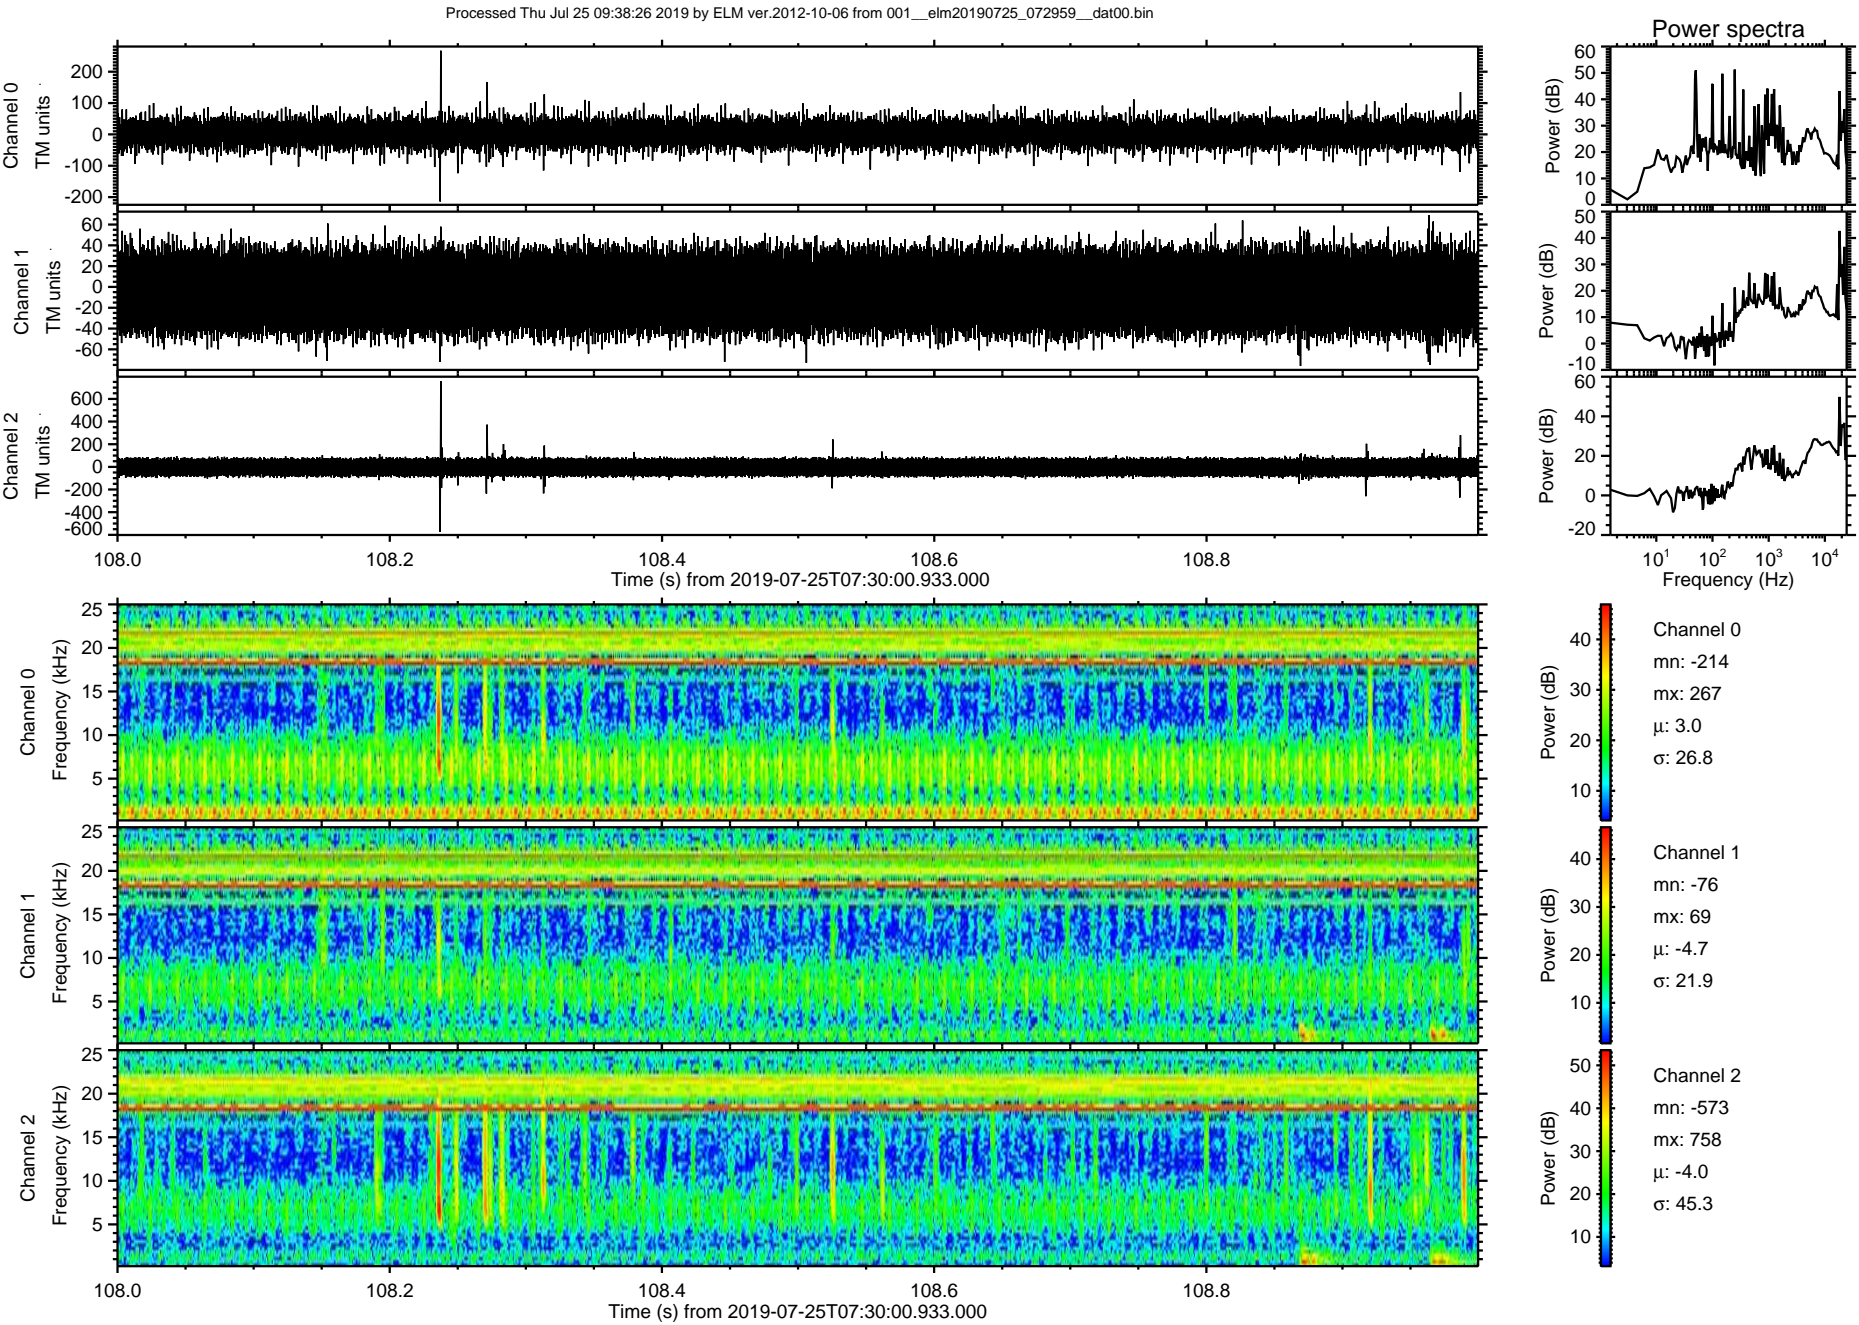 Processed Thu Jul 25 09:38:26 2019 by ELM ver.2012-10-06 from 001__elm20190725_072959__dat00.bin
Power spectra
Channel 0
TM units
200
100
0
-100
-200
Power (dB)
60
50
40
30
20
10
0
Channel 1
TM units
60
40
20
0
-20
-40
-60
Power (dB)
50
40
30
20
10
0
-10
Channel 2
TM units
600
400
200
0
-200
-400
-600
Power (dB)
60
40
20
0
-20
108.0 108.2 108.4 108.6 108.8
Time (s) from 2019-07-25T07:30:00.933.000
10¹ 10² 10³ 10⁴
Frequency (Hz)
Channel 0
Frequency (kHz)
25
20
15
10
5
Power (dB)
40
30
20
10
Channel 0
mn: -214
mx: 267
μ: 3.0
σ: 26.8
Channel 1
Frequency (kHz)
25
20
15
10
5
Power (dB)
40
30
20
10
Channel 1
mn: -76
mx: 69
μ: -4.7
σ: 21.9
Channel 2
Frequency (kHz)
25
20
15
10
5
Power (dB)
50
40
30
20
10
Channel 2
mn: -573
mx: 758
μ: -4.0
σ: 45.3
108.0 108.2 108.4 108.6 108.8
Time (s) from 2019-07-25T07:30:00.933.000